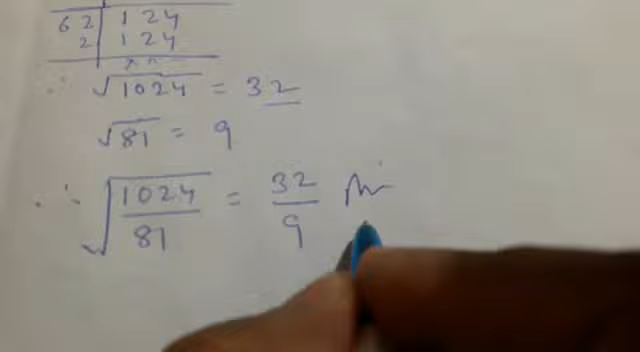 62 | 124
2 | 124
∴ √1024 = 32
√81 = 9
∴ √(1024/81) = 32/9